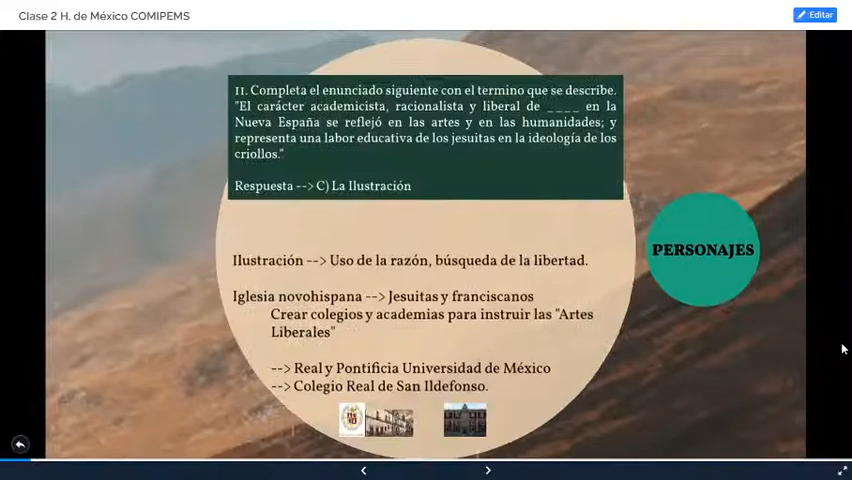 Clase 2 H. de México COMIPEMS
Editar
II. Completa el enunciado siguiente con el termino que se describe.
"El carácter academicista, racionalista y liberal de ____ en la
Nueva España se reflejó en las artes y en las humanidades; y
representa una labor educativa de los jesuitas en la ideología de los
criollos."
Respuesta --> C) La Ilustración
Ilustración --> Uso de la razón, búsqueda de la libertad.
Iglesia novohispana --> Jesuitas y franciscanos
Crear colegios y academias para instruir las "Artes
Liberales"
--> Real y Pontificia Universidad de México
--> Colegio Real de San Ildefonso.
PERSONAJES